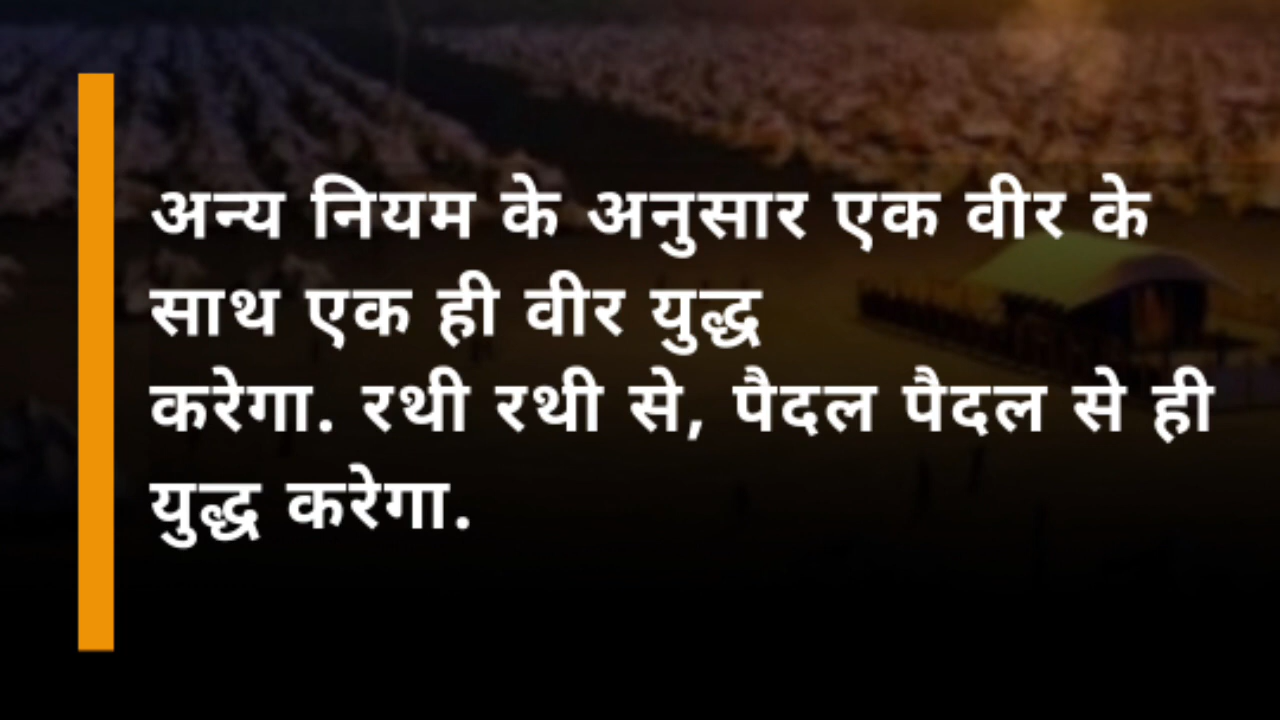 अन्य नियम के अनुसार एक वीर के
साथ एक ही वीर युद्ध
करेगा. रथी रथी से, पैदल पैदल से ही
युद्ध करेगा.